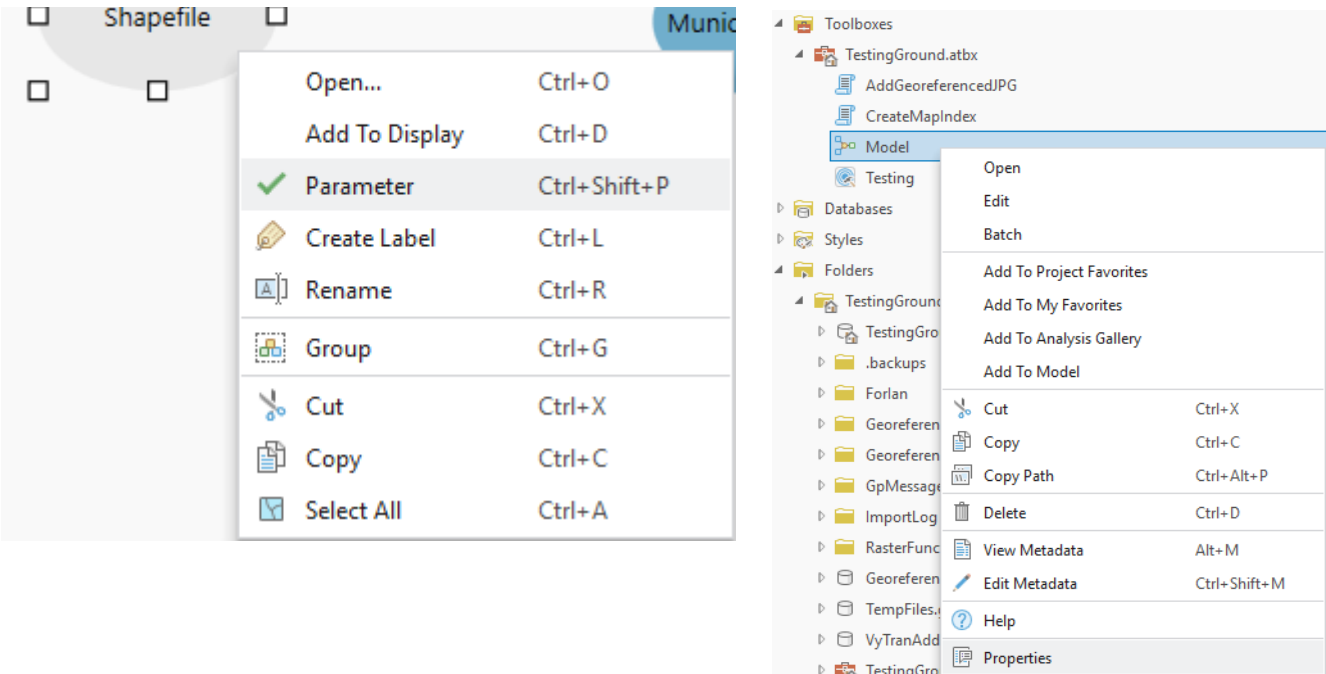 Shapefile
Munic
Open... Ctrl+O
Add To Display Ctrl+D
Parameter Ctrl+Shift+P
Create Label Ctrl+L
A Rename Ctrl+R
Group Ctrl+G
Cut Ctrl+X
Copy Ctrl+C
Select All Ctrl+A
Toolboxes
TestingGround.atbx
AddGeoreferencedJPG
CreateMapIndex
Model
Testing
Databases
Styles
Folders
TestingGround
TestingGro
.backups
Forlan
Georeferen
Georeferen
GpMessage
ImportLog
RasterFunc
Georeferen
TempFiles.
VyTranAdd
TestingGro
Open
Edit
Batch
Add To Project Favorites
Add To My Favorites
Add To Analysis Gallery
Add To Model
Cut Ctrl+X
Copy Ctrl+C
Copy Path Ctrl+Alt+P
Delete Ctrl+D
View Metadata Alt+M
Edit Metadata Ctrl+Shift+M
? Help
Properties